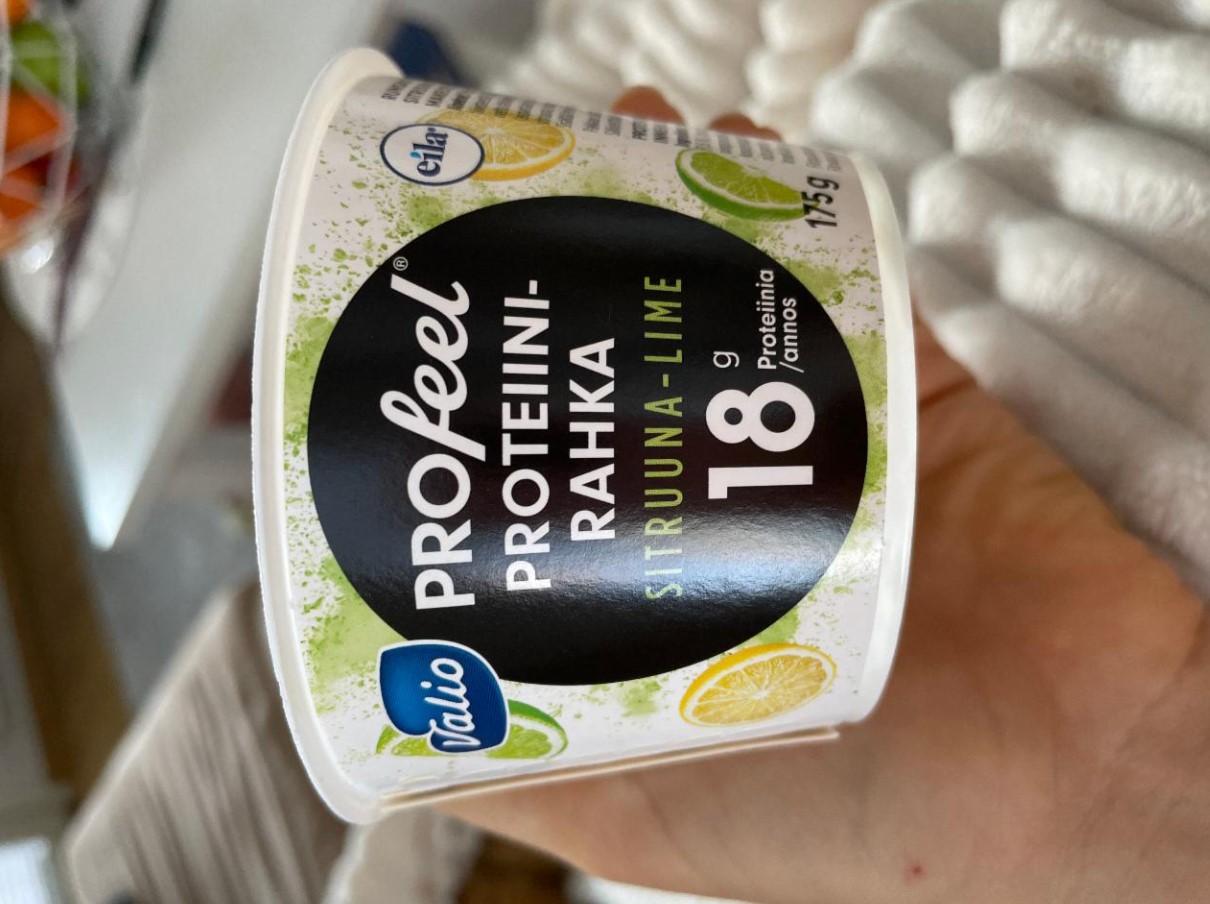 Valio
PROfeel®
PROTEIINI-
RAHKA
SITRUUNA-LIME
18 g
Proteiinia
/annos
eila®
175g